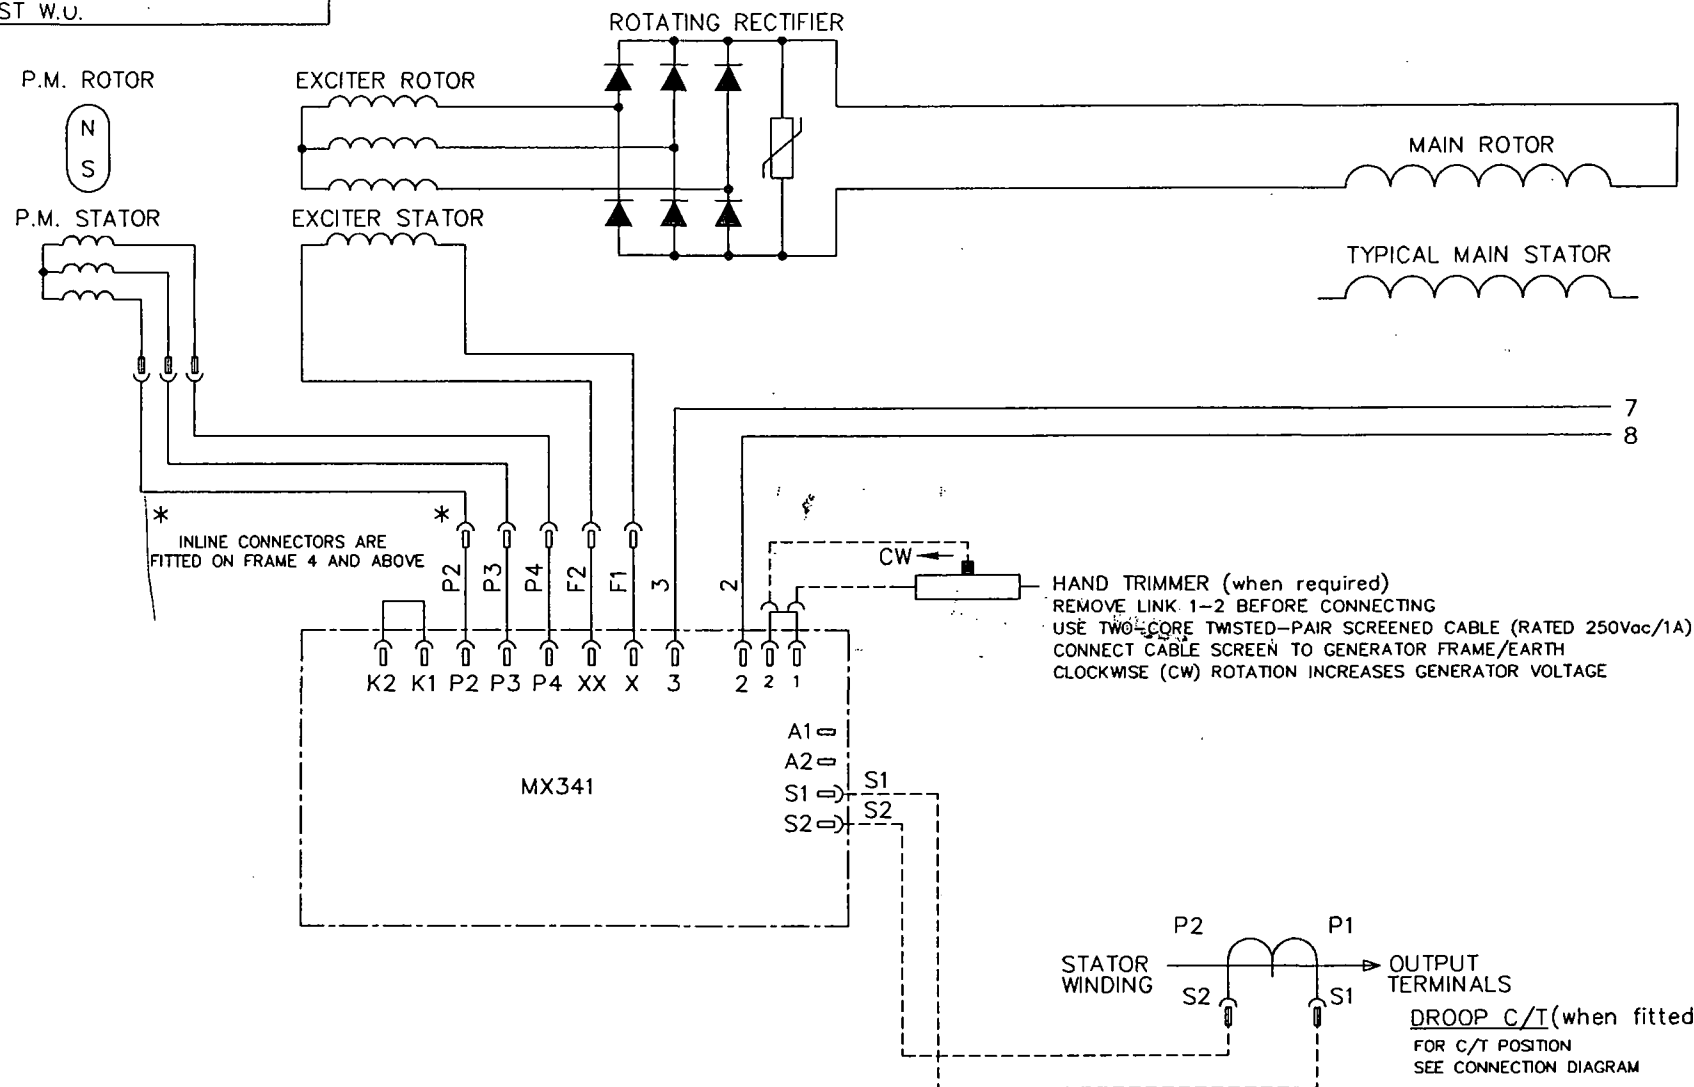 ST W.U.
ROTATING RECTIFIER
P.M. ROTOR
EXCITER ROTOR
N
S
MAIN ROTOR
P.M. STATOR
EXCITER STATOR
TYPICAL MAIN STATOR
7
8
*
*
INLINE CONNECTORS ARE
FITTED ON FRAME 4 AND ABOVE
P2
P3
P4
F2
F1
3
2
CW
HAND TRIMMER (when required)
REMOVE LINK 1-2 BEFORE CONNECTING
USE TWO-CORE TWISTED-PAIR SCREENED CABLE (RATED 250Vac/1A)
CONNECT CABLE SCREEN TO GENERATOR FRAME/EARTH
CLOCKWISE (CW) ROTATION INCREASES GENERATOR VOLTAGE
K2 K1 P2 P3 P4 XX X 3 2 2 1
A1
A2
MX341
S1 S1
S2 S2
P2 P1
STATOR
WINDING
OUTPUT
TERMINALS
S2 S1
DROOP C/T (when fitted
FOR C/T POSITION
SEE CONNECTION DIAGRAM